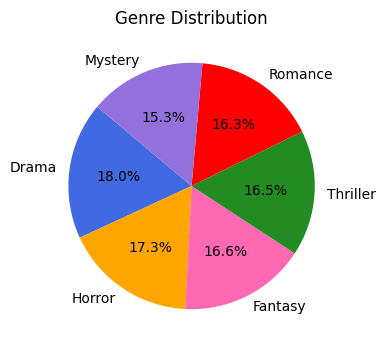 Genre Distribution
Mystery
Romance
15.3%
16.3%
Drama
18.0%
16.5%
Thriller
17.3%
16.6%
Horror
Fantasy